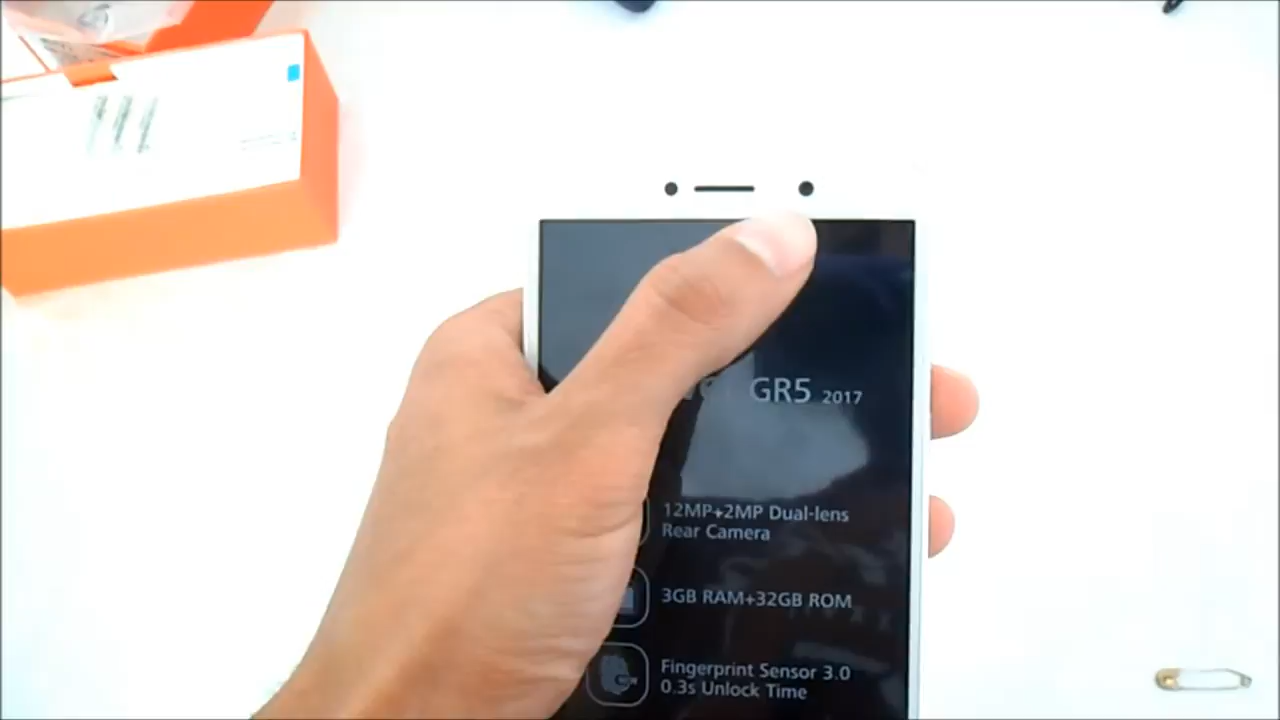 GR5 2017
12MP+2MP Dual-lens
Rear Camera
3GB RAM+32GB ROM
Fingerprint Sensor 3.0
0.3s Unlock Time